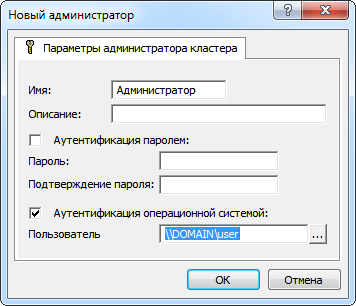 Новый администратор
Параметры администратора кластера
Имя: Администратор
Описание:
Аутентификация паролем:
Пароль:
Подтверждение пароля:
Аутентификация операционной системой:
Пользователь \\DOMAIN\user ...
ОК Отмена